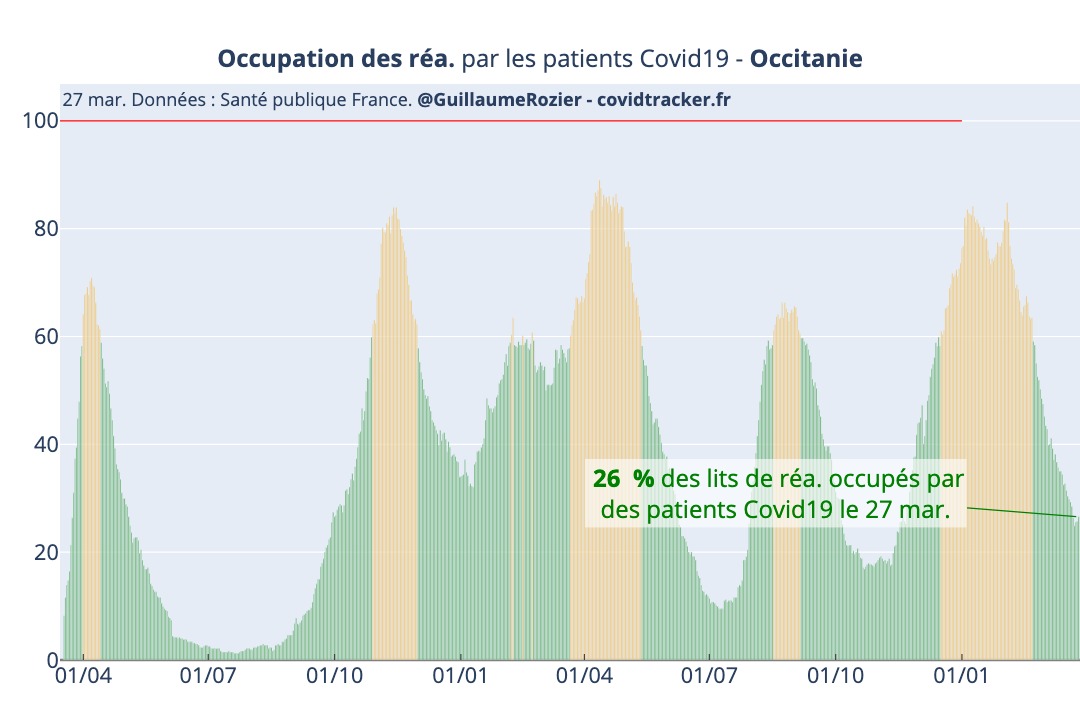 Occupation des réa. par les patients Covid19 - Occitanie
27 mar. Données : Santé publique France. @GuillaumeRozier - covidtracker.fr
100
80
60
40
20
0
26 % des lits de réa. occupés par
des patients Covid19 le 27 mar.
01/04 01/07 01/10 01/01 01/04 01/07 01/10 01/01